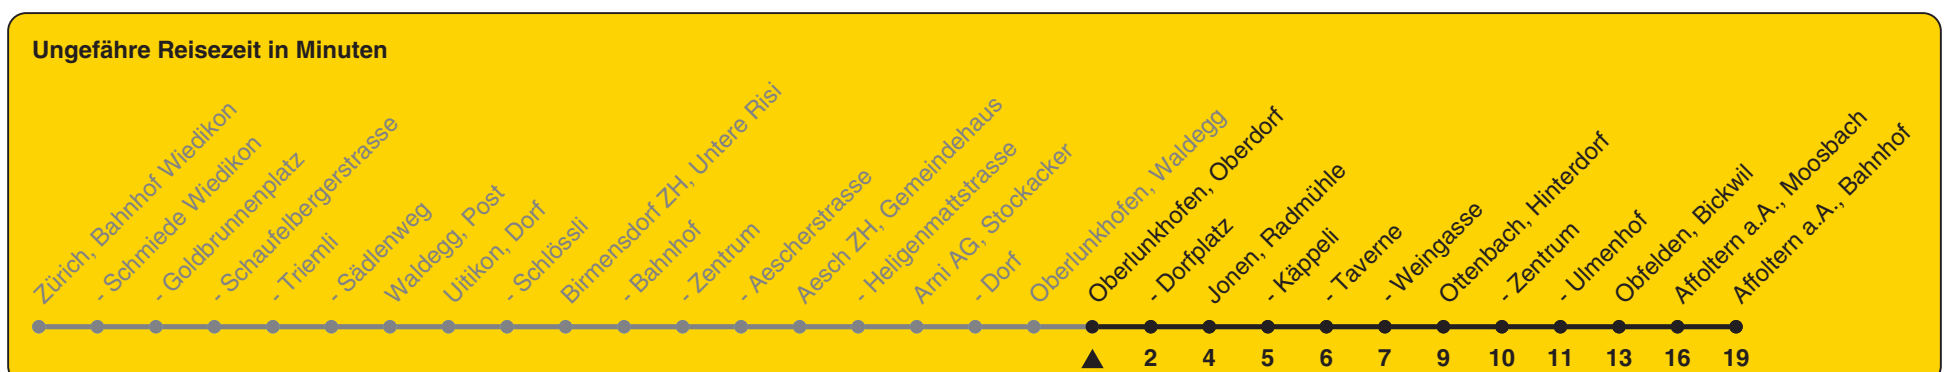 Ungefähre Reisezeit in Minuten
Zürich, Bahnhof Wiedikon
- Schmiede Wiedikon
- Goldbrunnenplatz
- Schaufelbergerstrasse
- Triemli
- Sädlenweg
Waldegg, Post
Uitikon, Dorf
- Schlössli
Birmensdorf ZH, Untere Risi
- Bahnhof
- Zentrum
- Aescherstrasse
Aesch ZH, Gemeindehaus
- Heligenmattstrasse
Arni AG, Stockacker
- Dorf
Oberlunkhofen, Waldegg
Oberlunkhofen, Oberdorf
- Dorfplatz
Jonen, Radmühle
- Käppeli
- Taverne
- Weingasse
Ottenbach, Hinterdorf
- Zentrum
- Ulmenhof
Obfelden, Bickwil
Affoltern a.A., Moosbach
Affoltern a.A., Bahnhof
2 4 5 6 7 9 10 11 13 16 19